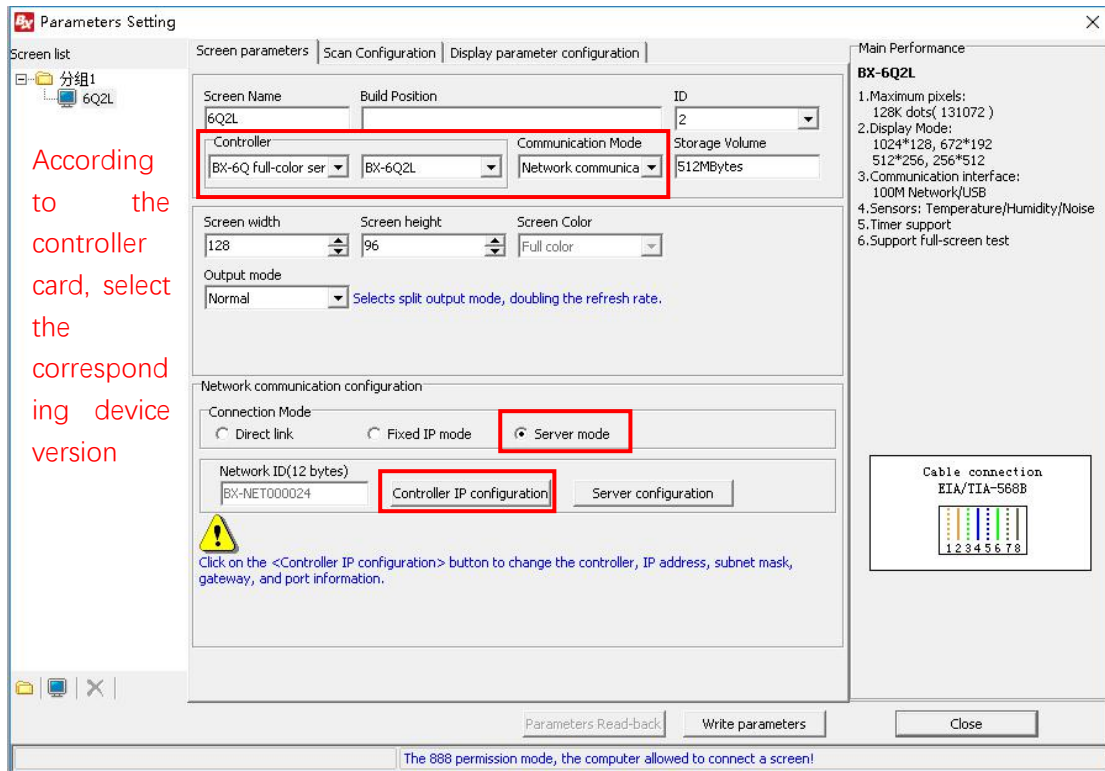 BX Parameters Setting
Screen list
分组1
6Q2L
According
to the
controller
card, select
the
correspond
ing device
version
Screen parameters
Scan Configuration
Display parameter configuration
Screen Name
Build Position
ID
6Q2L
2
Controller
Communication Mode
Storage Volume
BX-6Q full-color ser
BX-6Q2L
Network communica
512MBytes
Screen width
Screen height
Screen Color
128
96
Full color
Output mode
Normal
Selects split output mode, doubling the refresh rate.
Network communication configuration
Connection Mode
Direct link
Fixed IP mode
Server mode
Network ID(12 bytes)
BX-NET000024
Controller IP configuration
Server configuration
Click on the <Controller IP configuration> button to change the controller, IP address, subnet mask,
gateway, and port information.
Main Performance
BX-6Q2L
1.Maximum pixels:
128K dots( 131072 )
2.Display Mode:
1024*128, 672*192
512*256, 256*512
3.Communication interface:
100M Network/USB
4.Sensors: Temperature/Humidity/Noise
5.Timer support
6.Support full-screen test
Cable connection
EIA/TIA-568B
12345678
Parameters Read-back
Write parameters
Close
The 888 permission mode, the computer allowed to connect a screen!